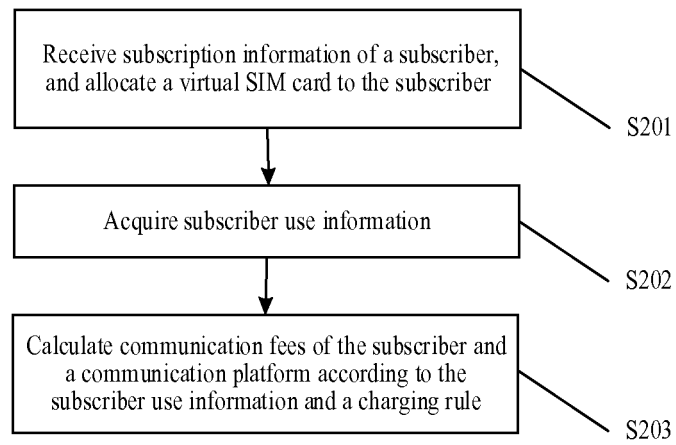 Receive subscription information of a subscriber,
and allocate a virtual SIM card to the subscriber
S201
Acquire subscriber use information
S202
Calculate communication fees of the subscriber and
a communication platform according to the
subscriber use information and a charging rule
S203